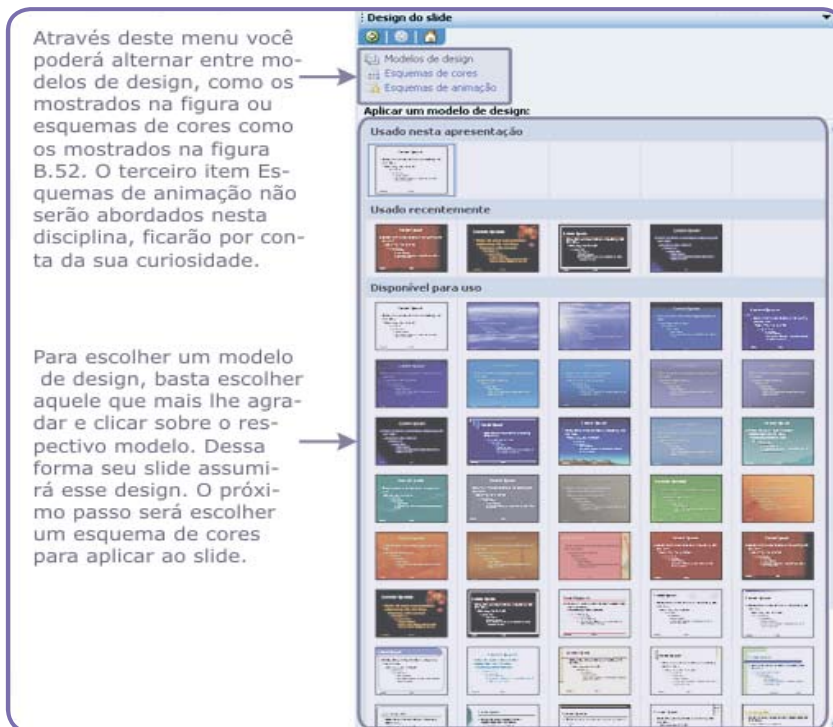 Através deste menu você
poderá alternar entre mo-
delos de design, como os
mostrados na figura ou
esquemas de cores como
os mostrados na figura
B.52. O terceiro item Es-
quemas de animação não
serão abordados nesta
disciplina, ficarão por con-
ta da sua curiosidade.
Para escolher um modelo
de design, basta escolher
aquele que mais lhe agra-
dar e clicar sobre o res-
pectivo modelo. Dessa
forma seu slide assumi-
rá esse design. O próxi-
mo passo será escolher
um esquema de cores
para aplicar ao slide.
Design do slide
Modelos de design
Esquemas de cores
Esquemas de animação
Aplicar um modelo de design:
Usado nesta apresentação
Usado recentemente
Disponível para uso